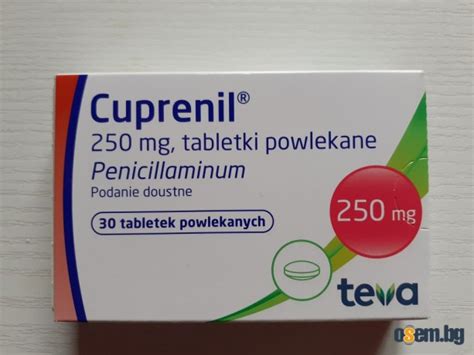 Cuprenil®
250 mg, tabletki powlekane
Penicillaminum
Podanie doustne
30 tabletek powlekanych
250 mg
teva
osem.bg